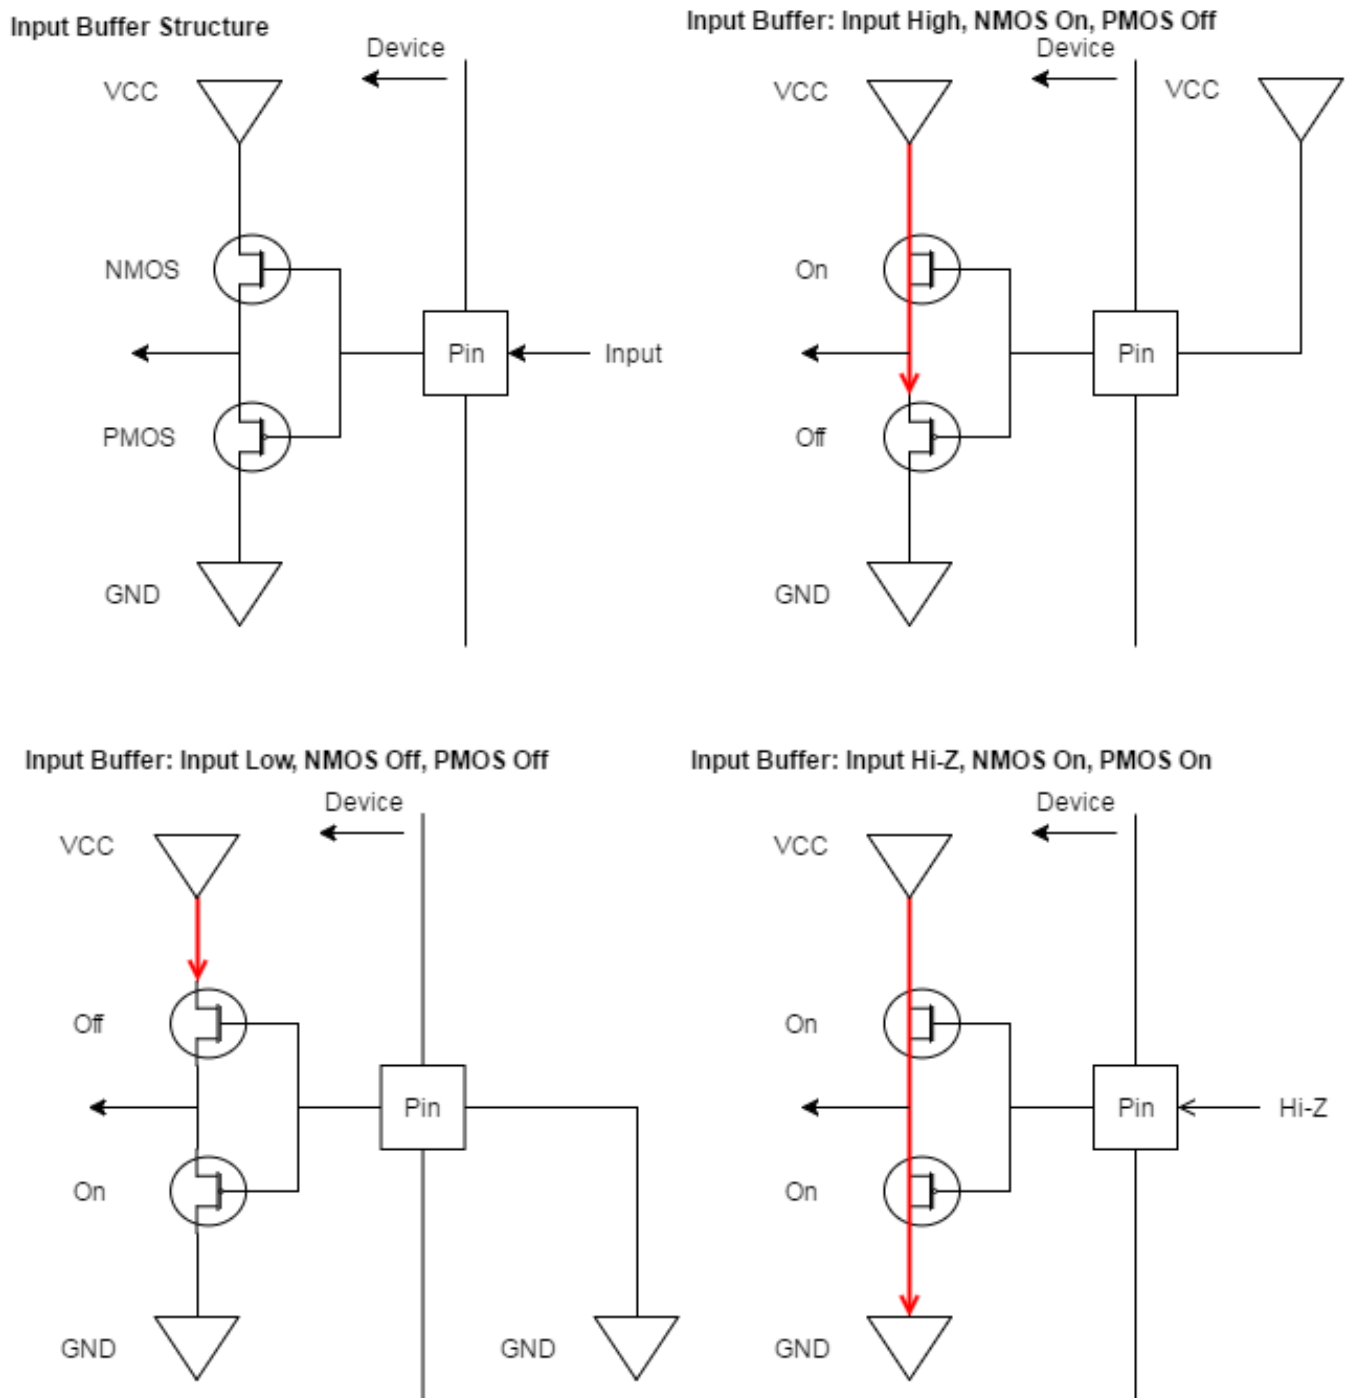 Input Buffer Structure
Device
VCC
NMOS
Pin
Input
PMOS
GND
Input Buffer: Input High, NMOS On, PMOS Off
Device
VCC
VCC
On
Pin
Off
GND
Input Buffer: Input Low, NMOS Off, PMOS Off
Device
VCC
Off
Pin
On
GND
GND
Input Buffer: Input Hi-Z, NMOS On, PMOS On
Device
VCC
On
Pin
Hi-Z
On
GND